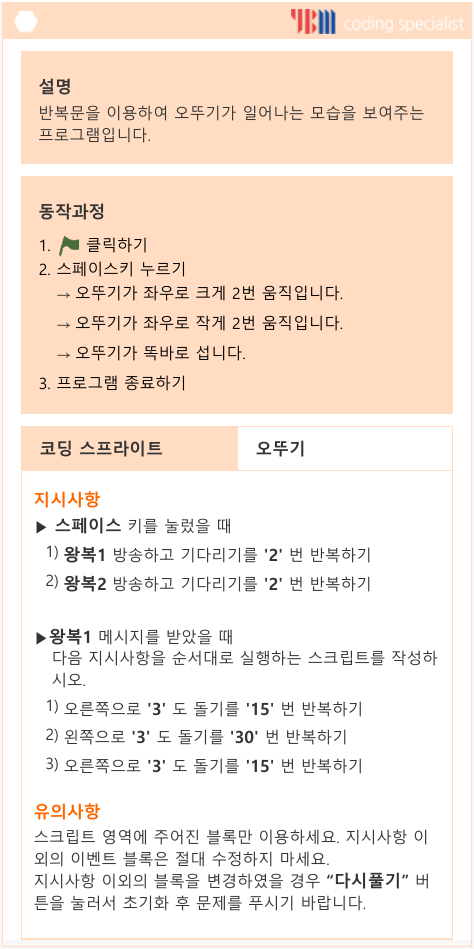 YBM coding specialist
설명
반복문을 이용하여 오뚜기가 일어나는 모습을 보여주는
프로그램입니다.
동작과정
1. 클릭하기
2. 스페이스키 누르기
→ 오뚜기가 좌우로 크게 2번 움직입니다.
→ 오뚜기가 좌우로 작게 2번 움직입니다.
→ 오뚜기가 똑바로 섭니다.
3. 프로그램 종료하기
코딩 스프라이트 오뚜기
지시사항
▶ 스페이스 키를 눌렀을 때
1) 왕복1 방송하고 기다리기를 '2' 번 반복하기
2) 왕복2 방송하고 기다리기를 '2' 번 반복하기
▶왕복1 메시지를 받았을 때
다음 지시사항을 순서대로 실행하는 스크립트를 작성하
시오.
1) 오른쪽으로 '3' 도 돌기를 '15' 번 반복하기
2) 왼쪽으로 '3' 도 돌기를 '30' 번 반복하기
3) 오른쪽으로 '3' 도 돌기를 '15' 번 반복하기
유의사항
스크립트 영역에 주어진 블록만 이용하세요. 지시사항 이
외의 이벤트 블록은 절대 수정하지 마세요.
지시사항 이외의 블록을 변경하였을 경우 “다시풀기” 버
튼을 눌러서 초기화 후 문제를 푸시기 바랍니다.